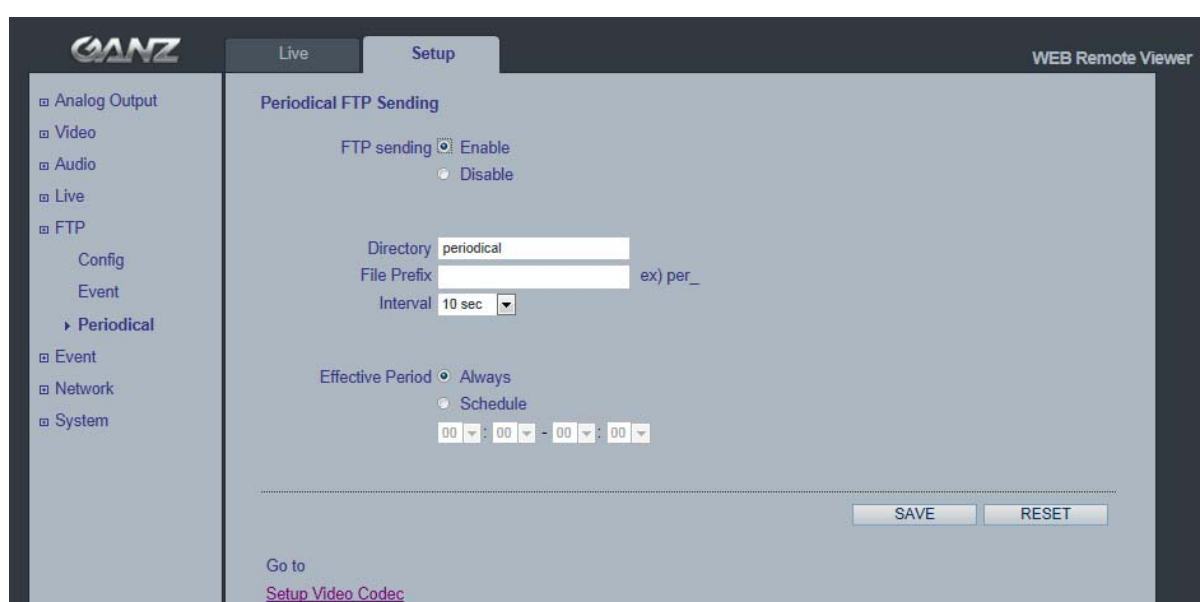 GANZ
Live
Setup
WEB Remote Viewer
Analog Output
Video
Audio
Live
FTP
Config
Event
Periodical
Event
Network
System
Periodical FTP Sending
FTP sending Enable
Disable
Directory periodical
File Prefix ex) per_
Interval 10 sec
Effective Period Always
Schedule
00 : 00 - 00 : 00
SAVE RESET
Go to
Setup Video Codec